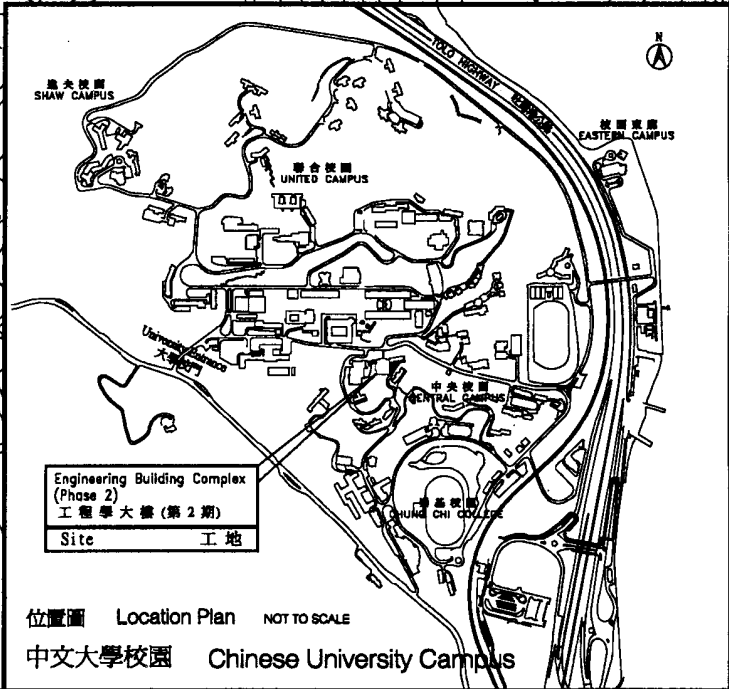 N
TOLO HIGHWAY 吐露港公路
逸夫校園
SHAW CAMPUS
校園東廂
EASTERN CAMPUS
聯合校園
UNITED CAMPUS
University Entrance
大學校門
中央校園
CENTRAL CAMPUS
Engineering Building Complex
(Phase 2)
工程學大樓 (第 2 期)
Site 工地
崇基校園
CHUNG CHI COLLEGE
位置圖 Location Plan NOT TO SCALE
中文大學校園 Chinese University Campus